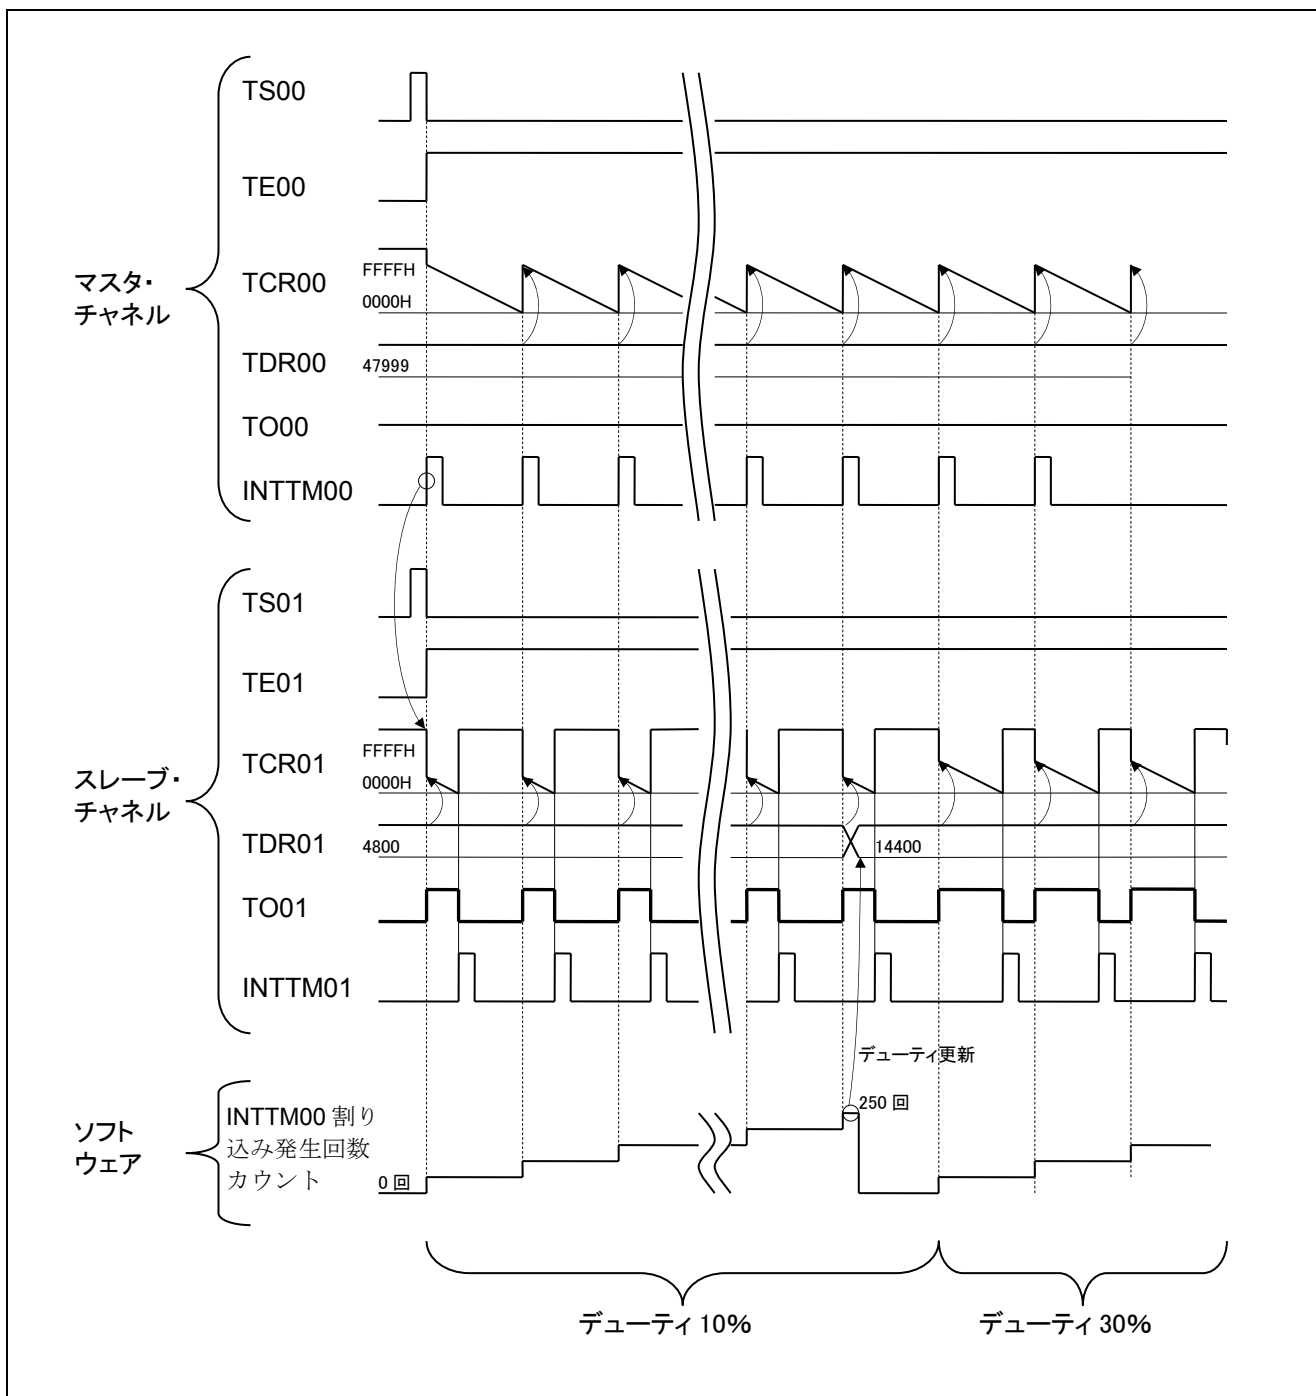 マスタ・
チャネル
TS00
TE00
TCR00
FFFFH
0000H
TDR00
47999
TO00
INTTM00
スレーブ・
チャネル
TS01
TE01
TCR01
FFFFH
0000H
TDR01
4800
14400
TO01
INTTM01
デューティ更新
ソフト
ウェア
INTTM00 割り
込み発生回数
カウント
0 回
250 回
デューティ 10%
デューティ 30%